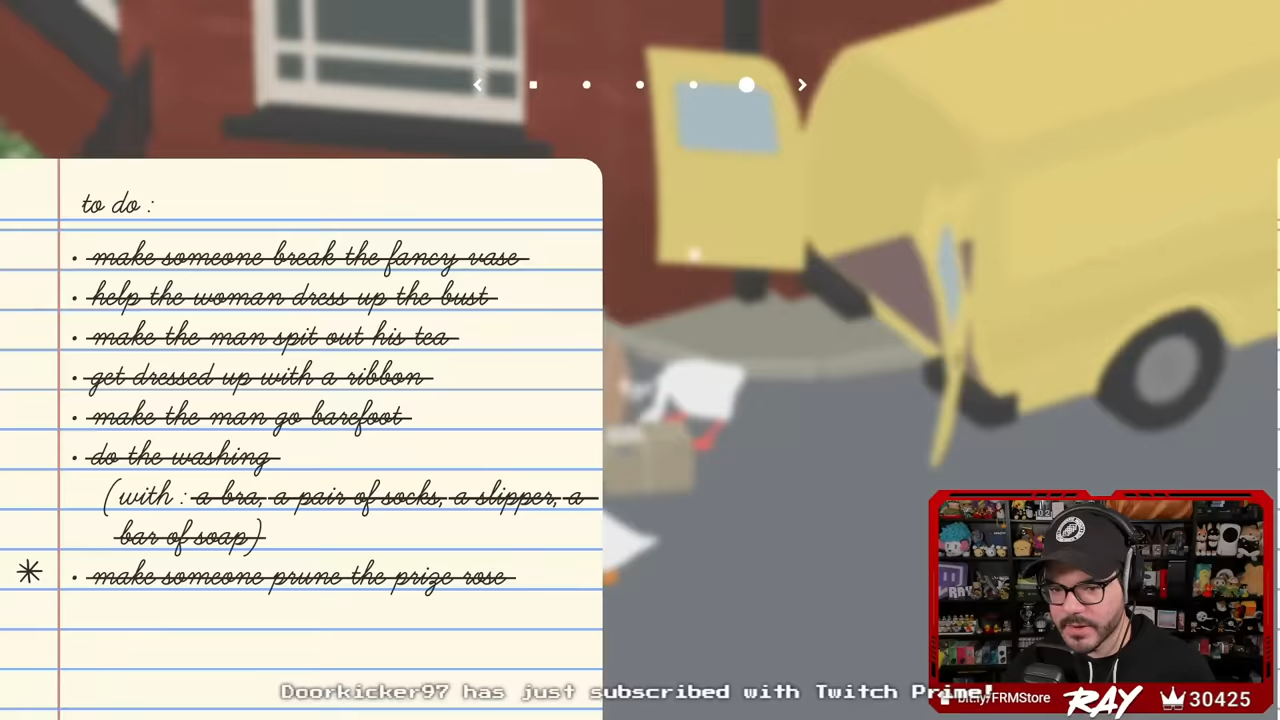 to do :
• make someone break the fancy vase
• help the woman dress up the bust
• make the man spit out his tea
• get dressed up with a ribbon
• make the man go barefoot
• do the washing
(with : a bra, a pair of socks, a slipper, a
bar of soap)
• make someone prune the prize rose
Doorkicker97 has just subscribed with Twitch Prime!
bit.ly/FRMStore
RAY
30425